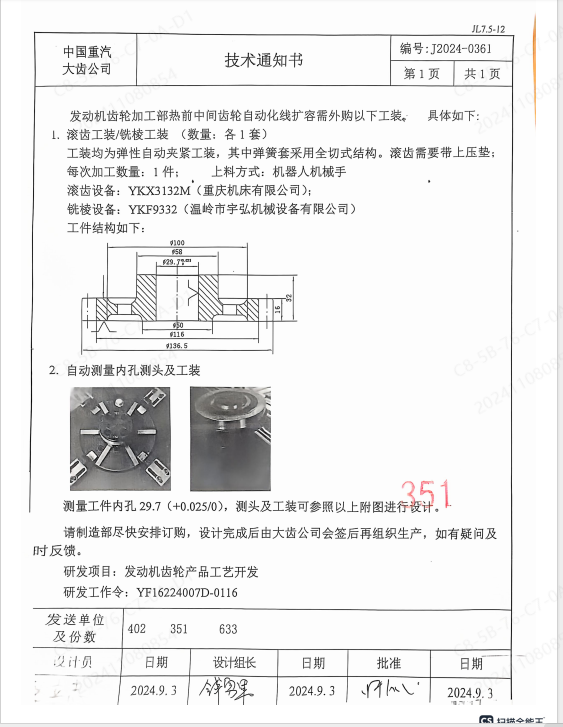 JL7.5-12
中国重汽
大齿公司
技术通知书
编号: J2024-0361
第 1 页 共 1 页
发动机齿轮加工部热前中间齿轮自动化线扩容需外购以下工装。 具体如下:
1. 滚齿工装/铣棱工装 （数量：各 1 套）
工装均为弹性自动夹紧工装，其中弹簧套采用全切式结构。滚齿需要带上压垫；
每次加工数量：1 件； 上料方式：机器人机械手
滚齿设备：YKX3132M（重庆机床有限公司）；
铣棱设备：YKF9332（温岭市宇弘机械设备有限公司）
工件结构如下：
ø100
ø58
ø29.7
16
32
ø50
ø116
ø136.5
2. 自动测量内孔测头及工装
351
测量工件内孔 29.7（+0.025/0），测头及工装可参照以上附图进行设计。
请制造部尽快安排订购，设计完成后由大齿公司会签后再组织生产，如有疑问及
时反馈。
研发项目：发动机齿轮产品工艺开发
研发工作令：YF16224007D-0116
发送单位
及份数
402 351 633
设计员 日期 设计组长 日期 批准 日期
2024.9.3 2024.9.3 2024.9.3
CS 扫描全能王